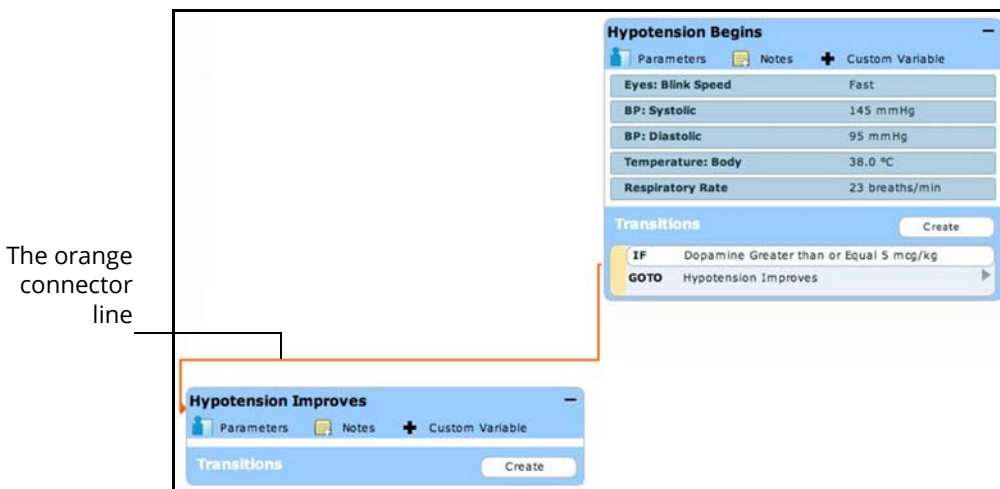 Hypotension Begins
Parameters Notes Custom Variable
Eyes: Blink Speed Fast
BP: Systolic 145 mmHg
BP: Diastolic 95 mmHg
Temperature: Body 38.0 °C
Respiratory Rate 23 breaths/min
Transitions Create
IF Dopamine Greater than or Equal 5 mcg/kg
GOTO Hypotension Improves
The orange
connector
line
Hypotension Improves
Parameters Notes Custom Variable
Transitions Create